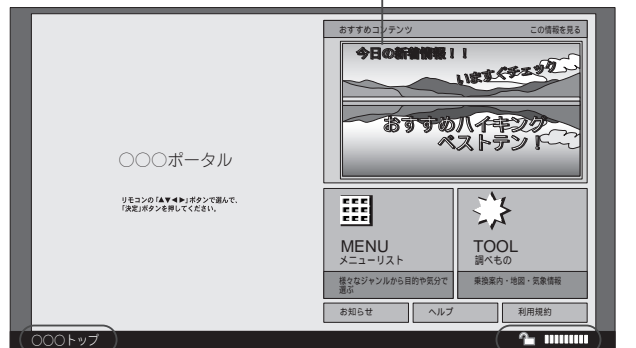 おすすめコンテンツ
この情報を見る
今日の新着情報！！
いますぐチェック
おすすめハイキング
ベストテン！
○○○ポータル
リモコンの「▲▼◀▶」ボタンで選んで、
「決定」ボタンを押してください。
MENU
メニューリスト
様々なジャンルから目的や気分で
選ぶ
TOOL
調べもの
乗換案内・地図・気象情報
お知らせ
ヘルプ
利用規約
○○○トップ